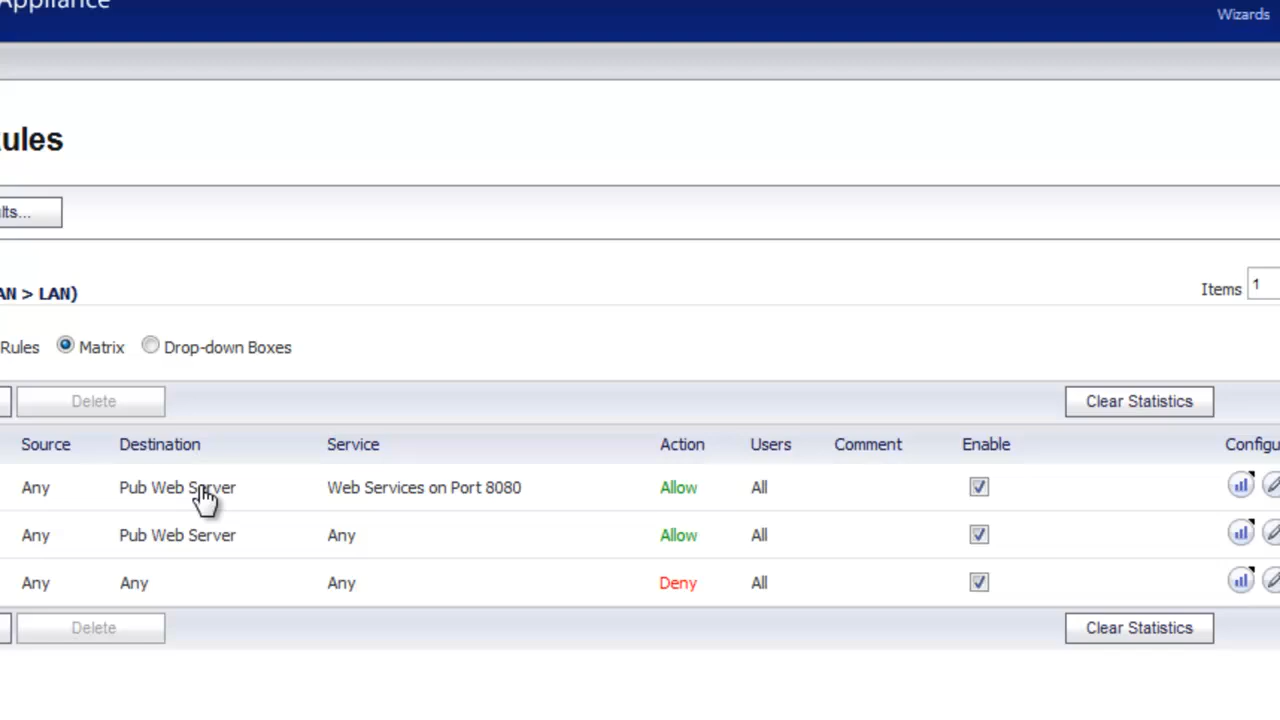 Appliance
Wizards
ules
lts...
AN > LAN)
Items 1
Rules Matrix Drop-down Boxes
Delete Clear Statistics
Source Destination Service Action Users Comment Enable Configu
Any Pub Web Server Web Services on Port 8080 Allow All
Any Pub Web Server Any Allow All
Any Any Any Deny All
Delete Clear Statistics